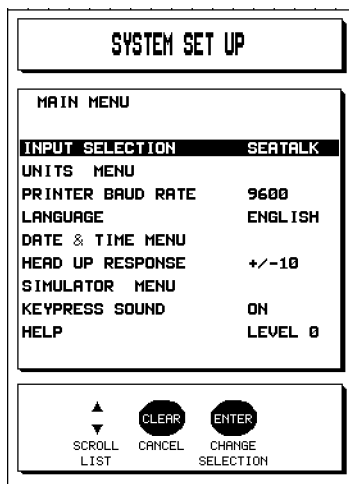 SYSTEM SET UP
MAIN MENU
INPUT SELECTION SEATALK
UNITS MENU
PRINTER BAUD RATE 9600
LANGUAGE ENGLISH
DATE & TIME MENU
HEAD UP RESPONSE +/-10
SIMULATOR MENU
KEYPRESS SOUND ON
HELP LEVEL 0
CLEAR ENTER
SCROLL CANCEL CHANGE
LIST SELECTION